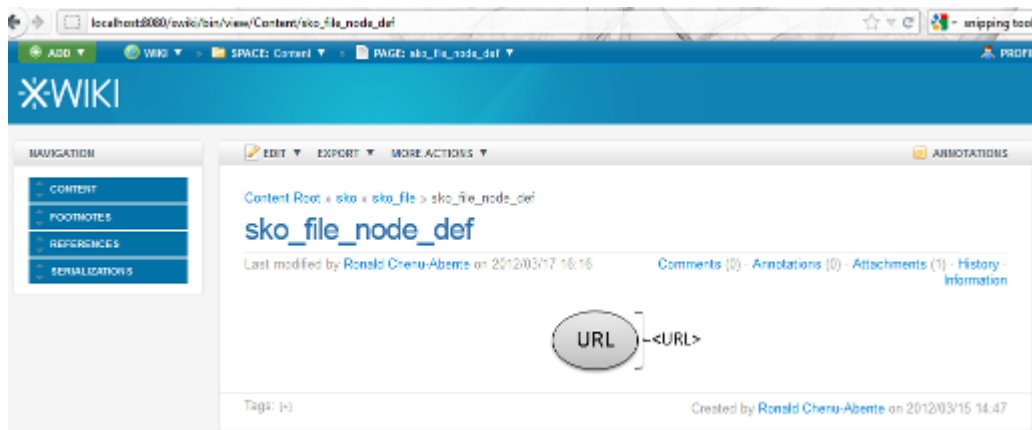 localhost:8080/xwiki/bin/view/Content/sko_file_node_def snipping tool
ADD WIKI SPACE: Content PAGE: sko_file_node_def PROFI
XWIKI
NAVIGATION
EDIT EXPORT MORE ACTIONS ANNOTATIONS
CONTENT
FOOTNOTES
REFERENCES
SERIALIZATIONS
Content Root » sko » sko_file » sko_file_node_def
sko_file_node_def
Last modified by Ronald Chenu-Abente on 2012/03/17 16:16 Comments (0) · Annotations (0) · Attachments (1) · History ·
Information
URL <URL>
Tags: [+] Created by Ronald Chenu-Abente on 2012/03/15 14:47